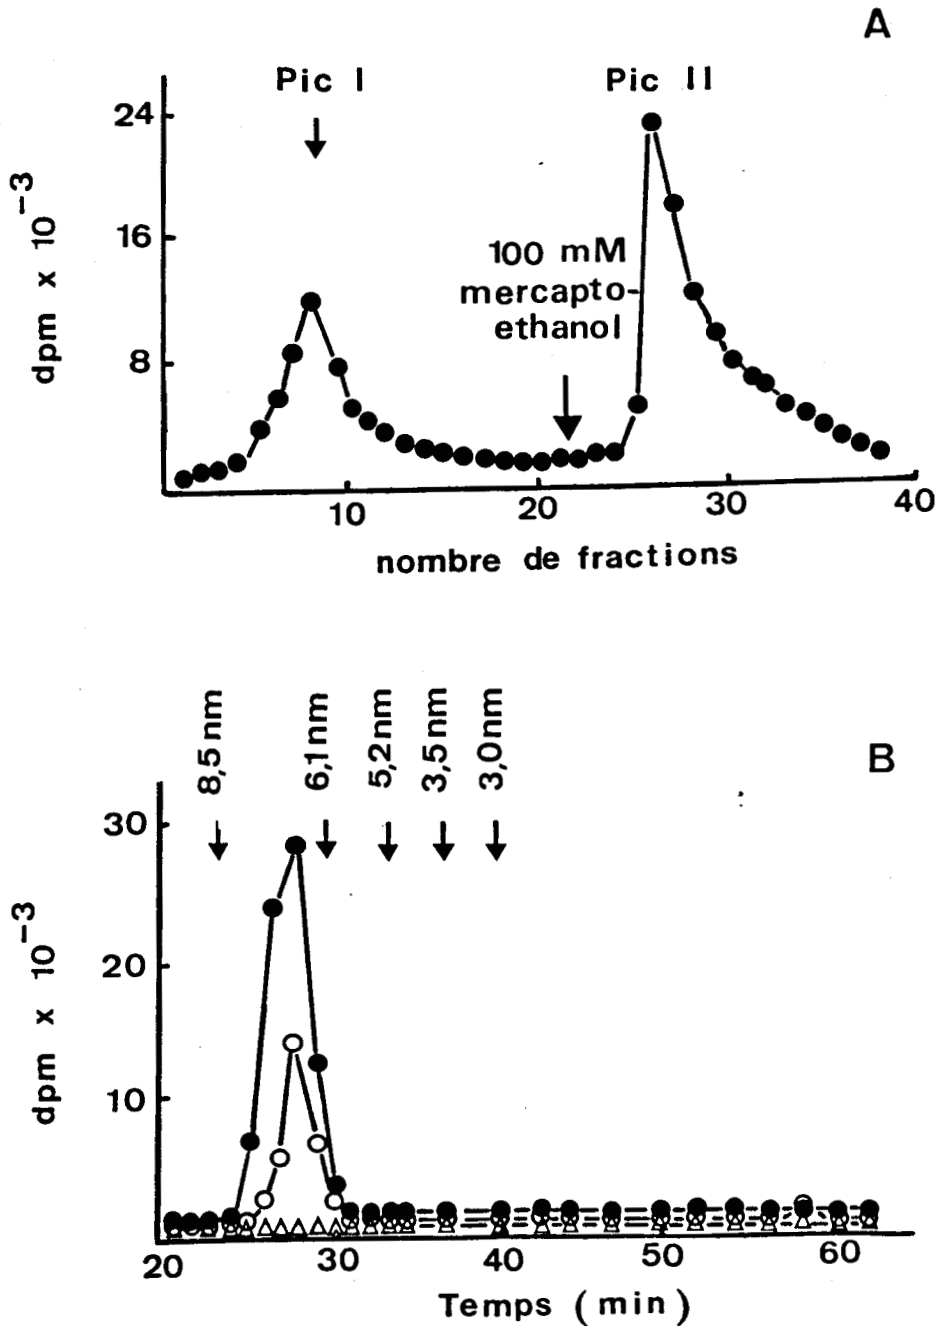 A
Pic I
Pic II
24
16
8
dpm x 10⁻³
100 mM
mercapto-
ethanol
10
20
30
40
nombre de fractions
B
8,5nm
6,1nm
5,2nm
3,5nm
3,0nm
30
20
10
dpm x 10⁻³
20
30
40
50
60
Temps (min)